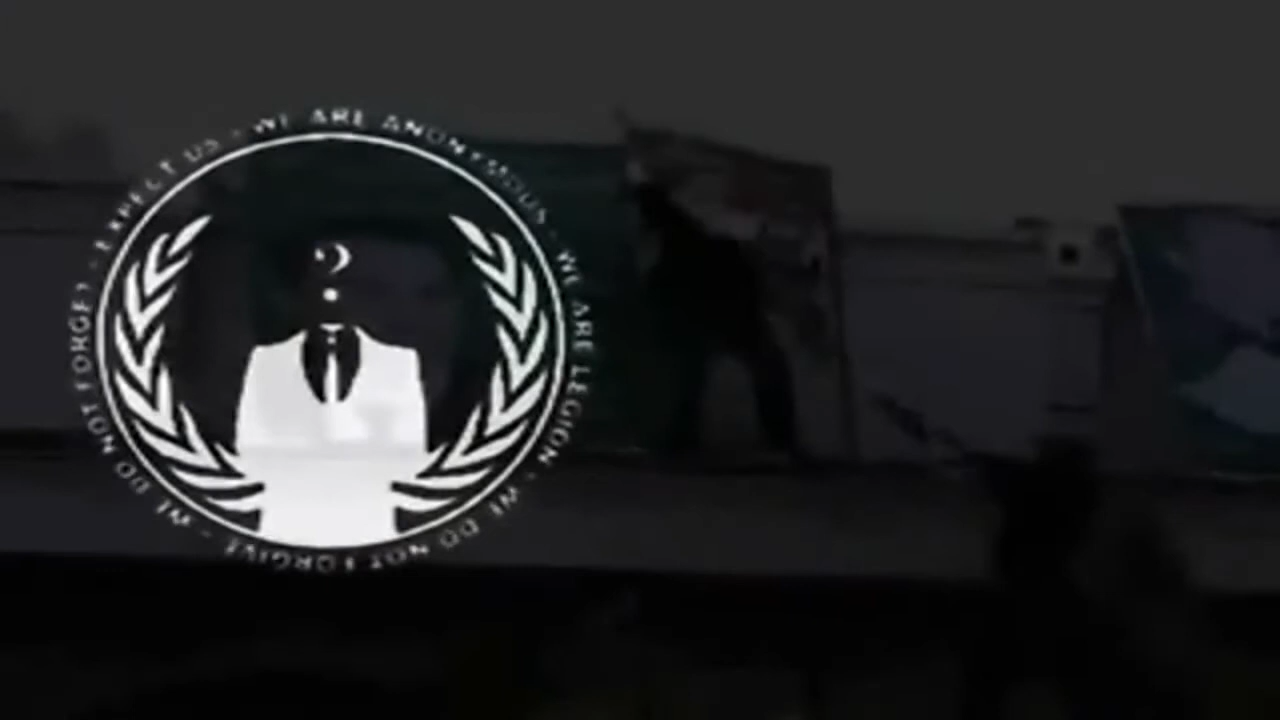 WE ARE ANONYMOUS - WE ARE LEGION - WE DO NOT FORGIVE - WE DO NOT FORGET - EXPECT US -
?